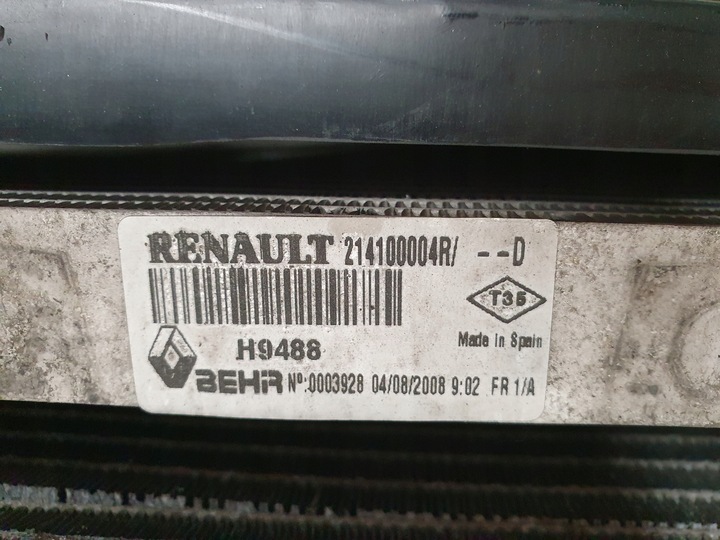 RENAULT 214100004R/ --D
T35
Made in Spain
H9488
BEHR Nº:0003928 04/08/2008 9:02 FR 1/A